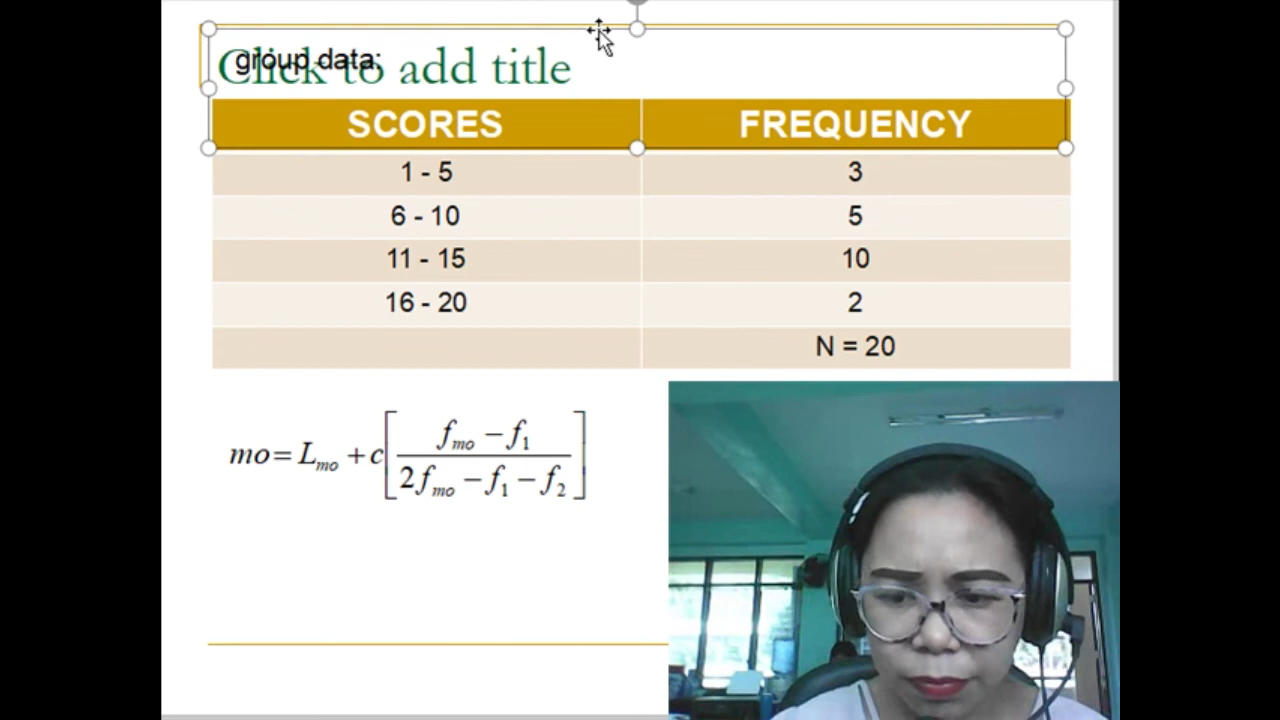 group data:
Click to add title
SCORES FREQUENCY
1 - 5 3
6 - 10 5
11 - 15 10
16 - 20 2
N = 20
mo = L_mo + c[(f_mo − f_1)/(2f_mo − f_1 − f_2)]